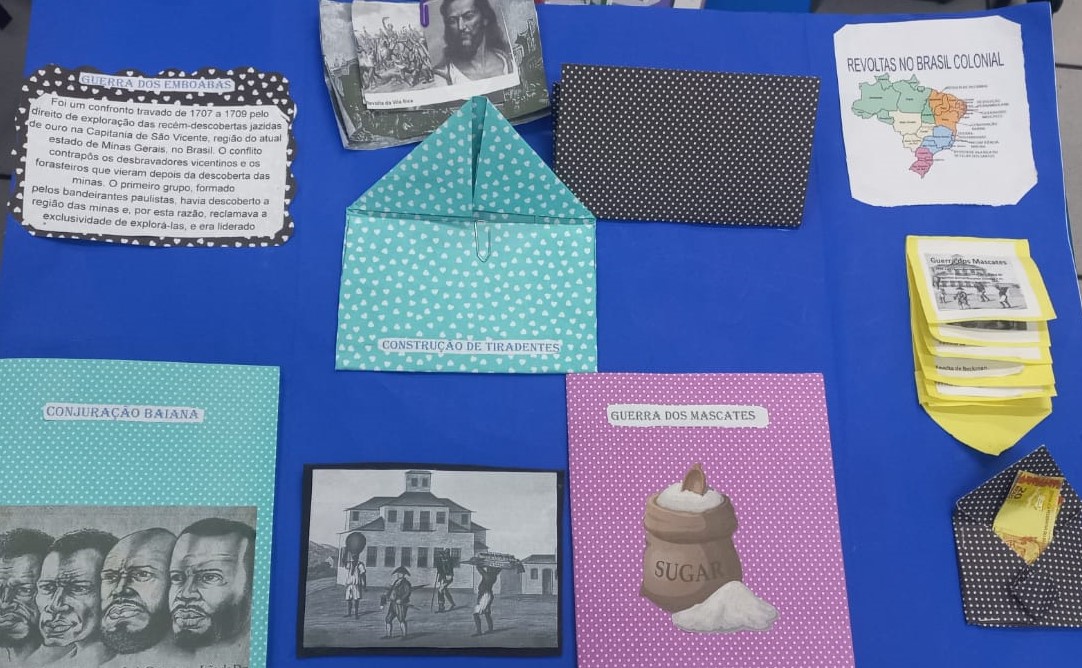 GUERRA DOS EMBOABAS
Foi um confronto travado de 1707 a 1709 pelo
direito de exploração das recém-descobertas jazidas
de ouro na Capitania de São Vicente, região do atual
estado de Minas Gerais, no Brasil. O conflito
contrapôs os desbravadores vicentinos e os
forasteiros que vieram depois da descoberta das
minas. O primeiro grupo, formado
pelos bandeirantes paulistas, havia descoberto a
região das minas e, por esta razão, reclamava a
exclusividade de explorá-las, e era liderado
Revolta da Vila Rica
CONSTRUÇÃO DE TIRADENTES
REVOLTAS NO BRASIL COLONIAL
Guerra dos Mascates
de Beckman
CONJURAÇÃO BAIANA
GUERRA DOS MASCATES
SUGAR
20